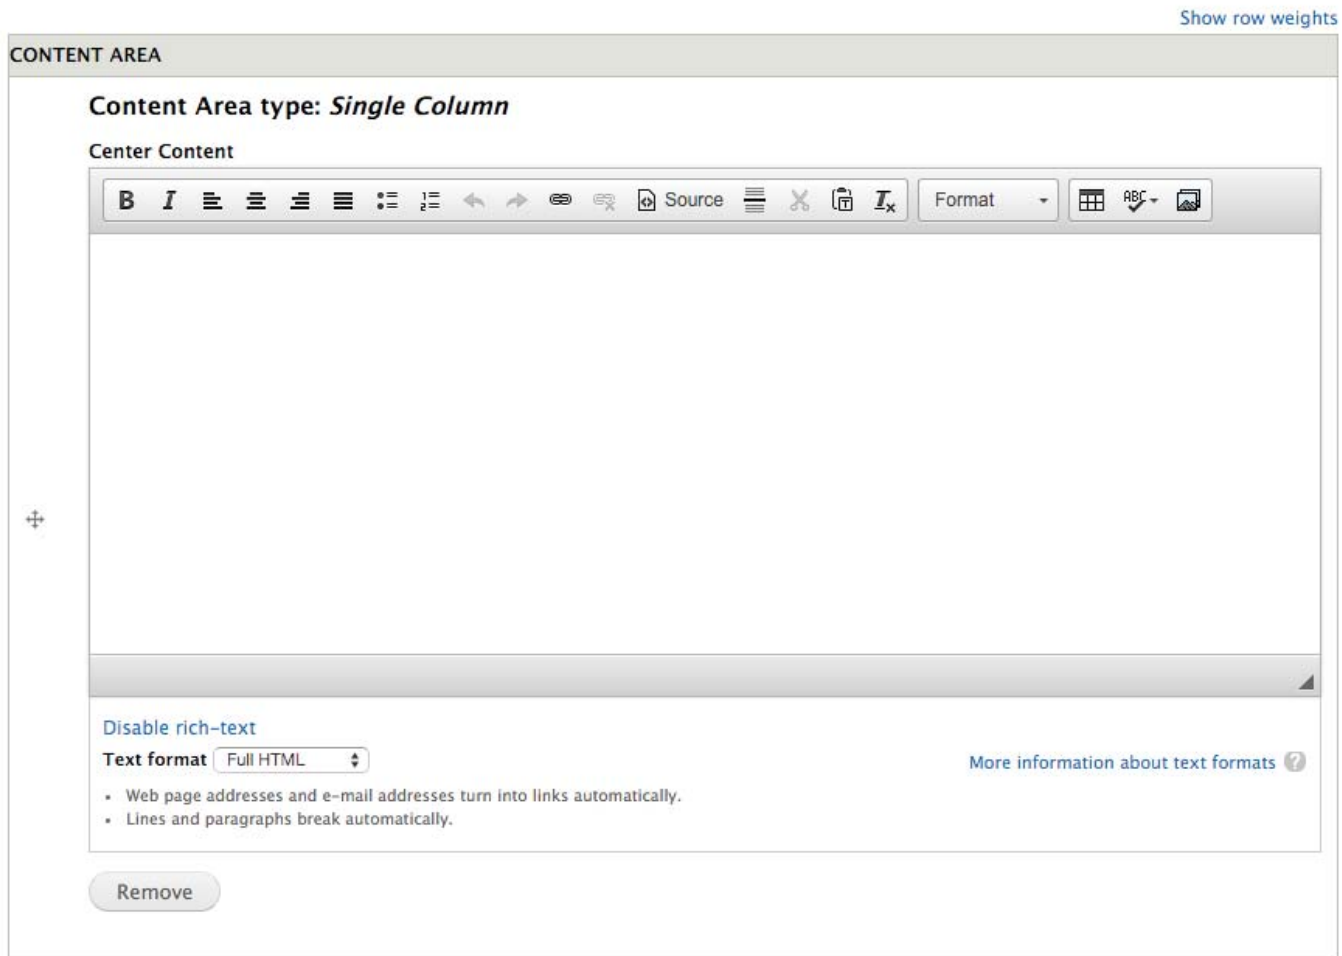 Show row weights
CONTENT AREA
Content Area type: Single Column
Center Content
B I Source Format ABC
Disable rich-text
Text format Full HTML
More information about text formats ?
Web page addresses and e-mail addresses turn into links automatically.
Lines and paragraphs break automatically.
Remove